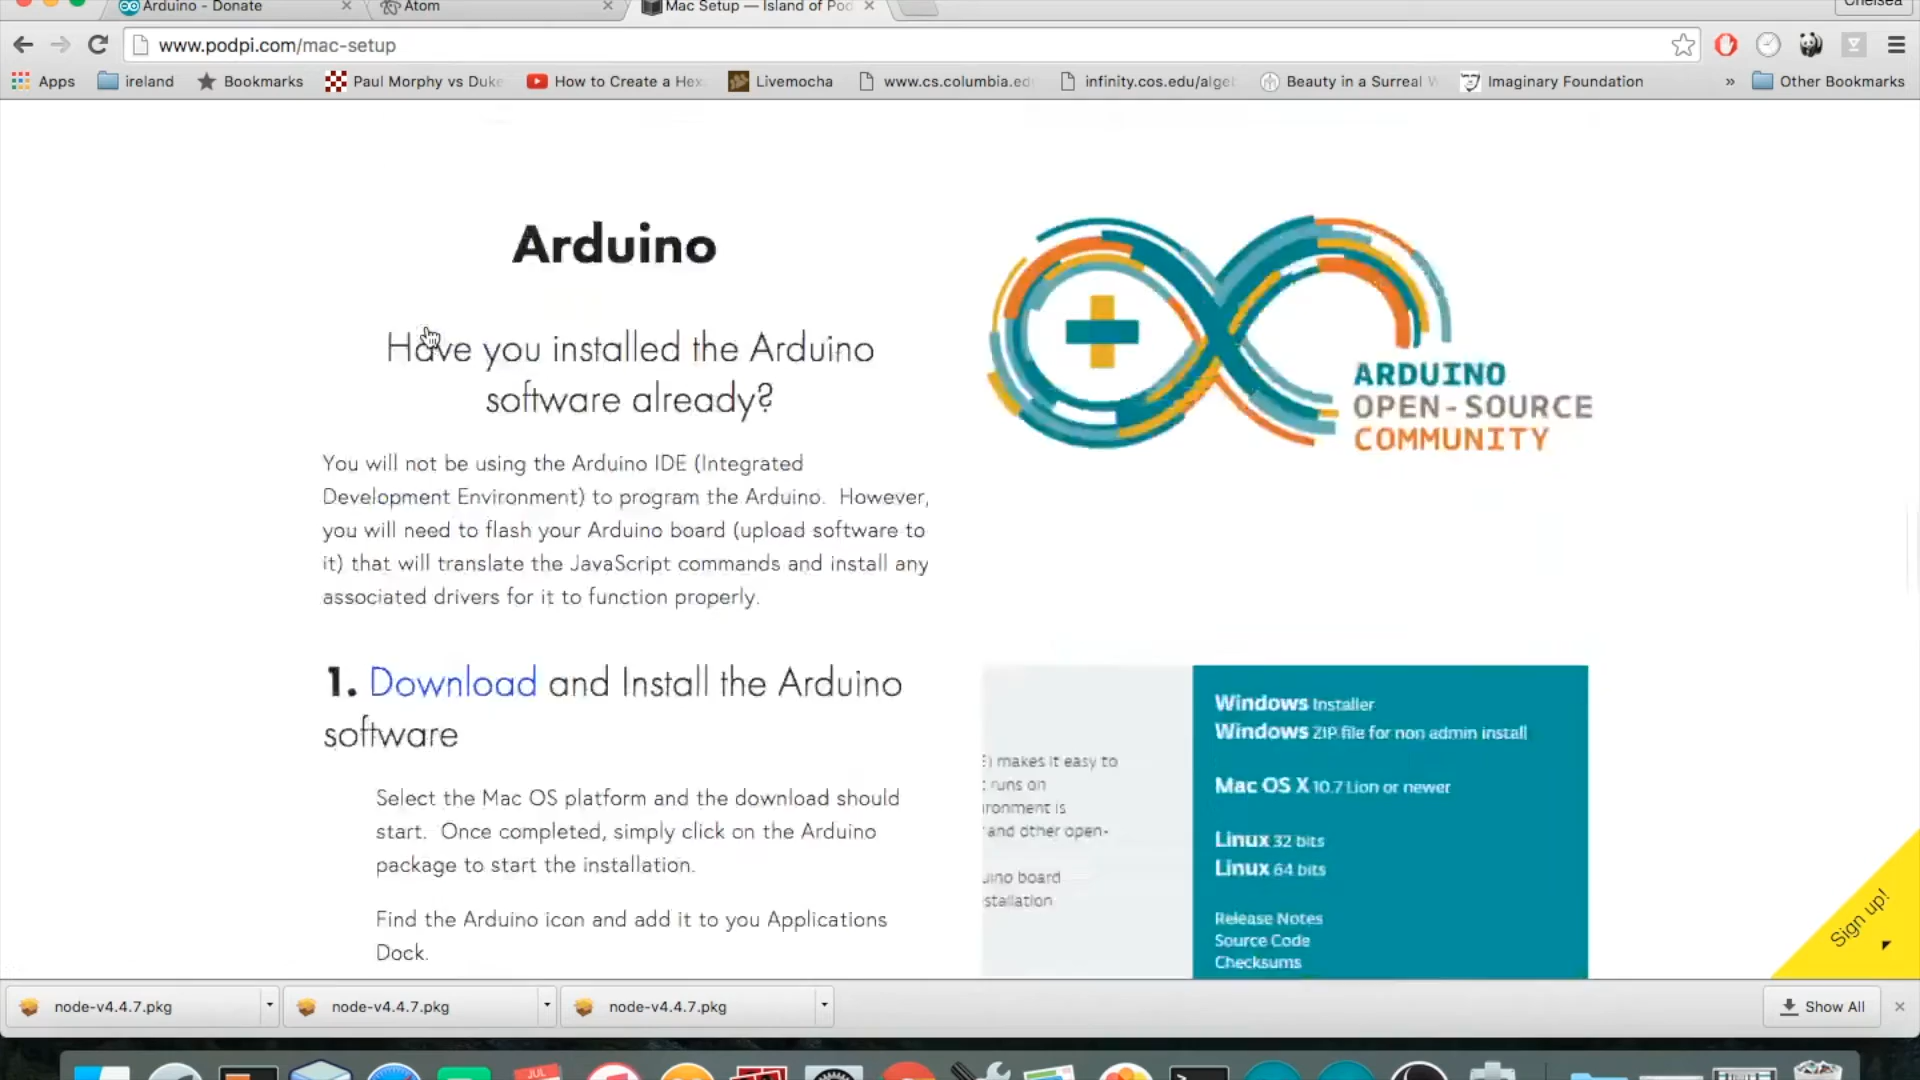 Arduino - Donate
Atom
Mac Setup — Island of Pod
Chelsea
www.podpi.com/mac-setup
Apps
ireland
Bookmarks
Paul Morphy vs Duke
How to Create a Hex
Livemocha
www.cs.columbia.ed
infinity.cos.edu/alge
Beauty in a Surreal W
Imaginary Foundation
»
Other Bookmarks
Arduino
Have you installed the Arduino
software already?
You will not be using the Arduino IDE (Integrated
Development Environment) to program the Arduino. However,
you will need to flash your Arduino board (upload software to
it) that will translate the JavaScript commands and install any
associated drivers for it to function properly.
ARDUINO
OPEN-SOURCE
COMMUNITY
1. Download and Install the Arduino
software
Select the Mac OS platform and the download should
start. Once completed, simply click on the Arduino
package to start the installation.
Find the Arduino icon and add it to you Applications
Dock.
E) makes it easy to
t runs on
ironment is
and other open-
uino board
stallation
Windows Installer
Windows ZIP file for non admin install
Mac OS X 10.7 Lion or newer
Linux 32 bits
Linux 64 bits
Release Notes
Source Code
Checksums
Sign up!
node-v4.4.7.pkg
node-v4.4.7.pkg
node-v4.4.7.pkg
Show All
JUL